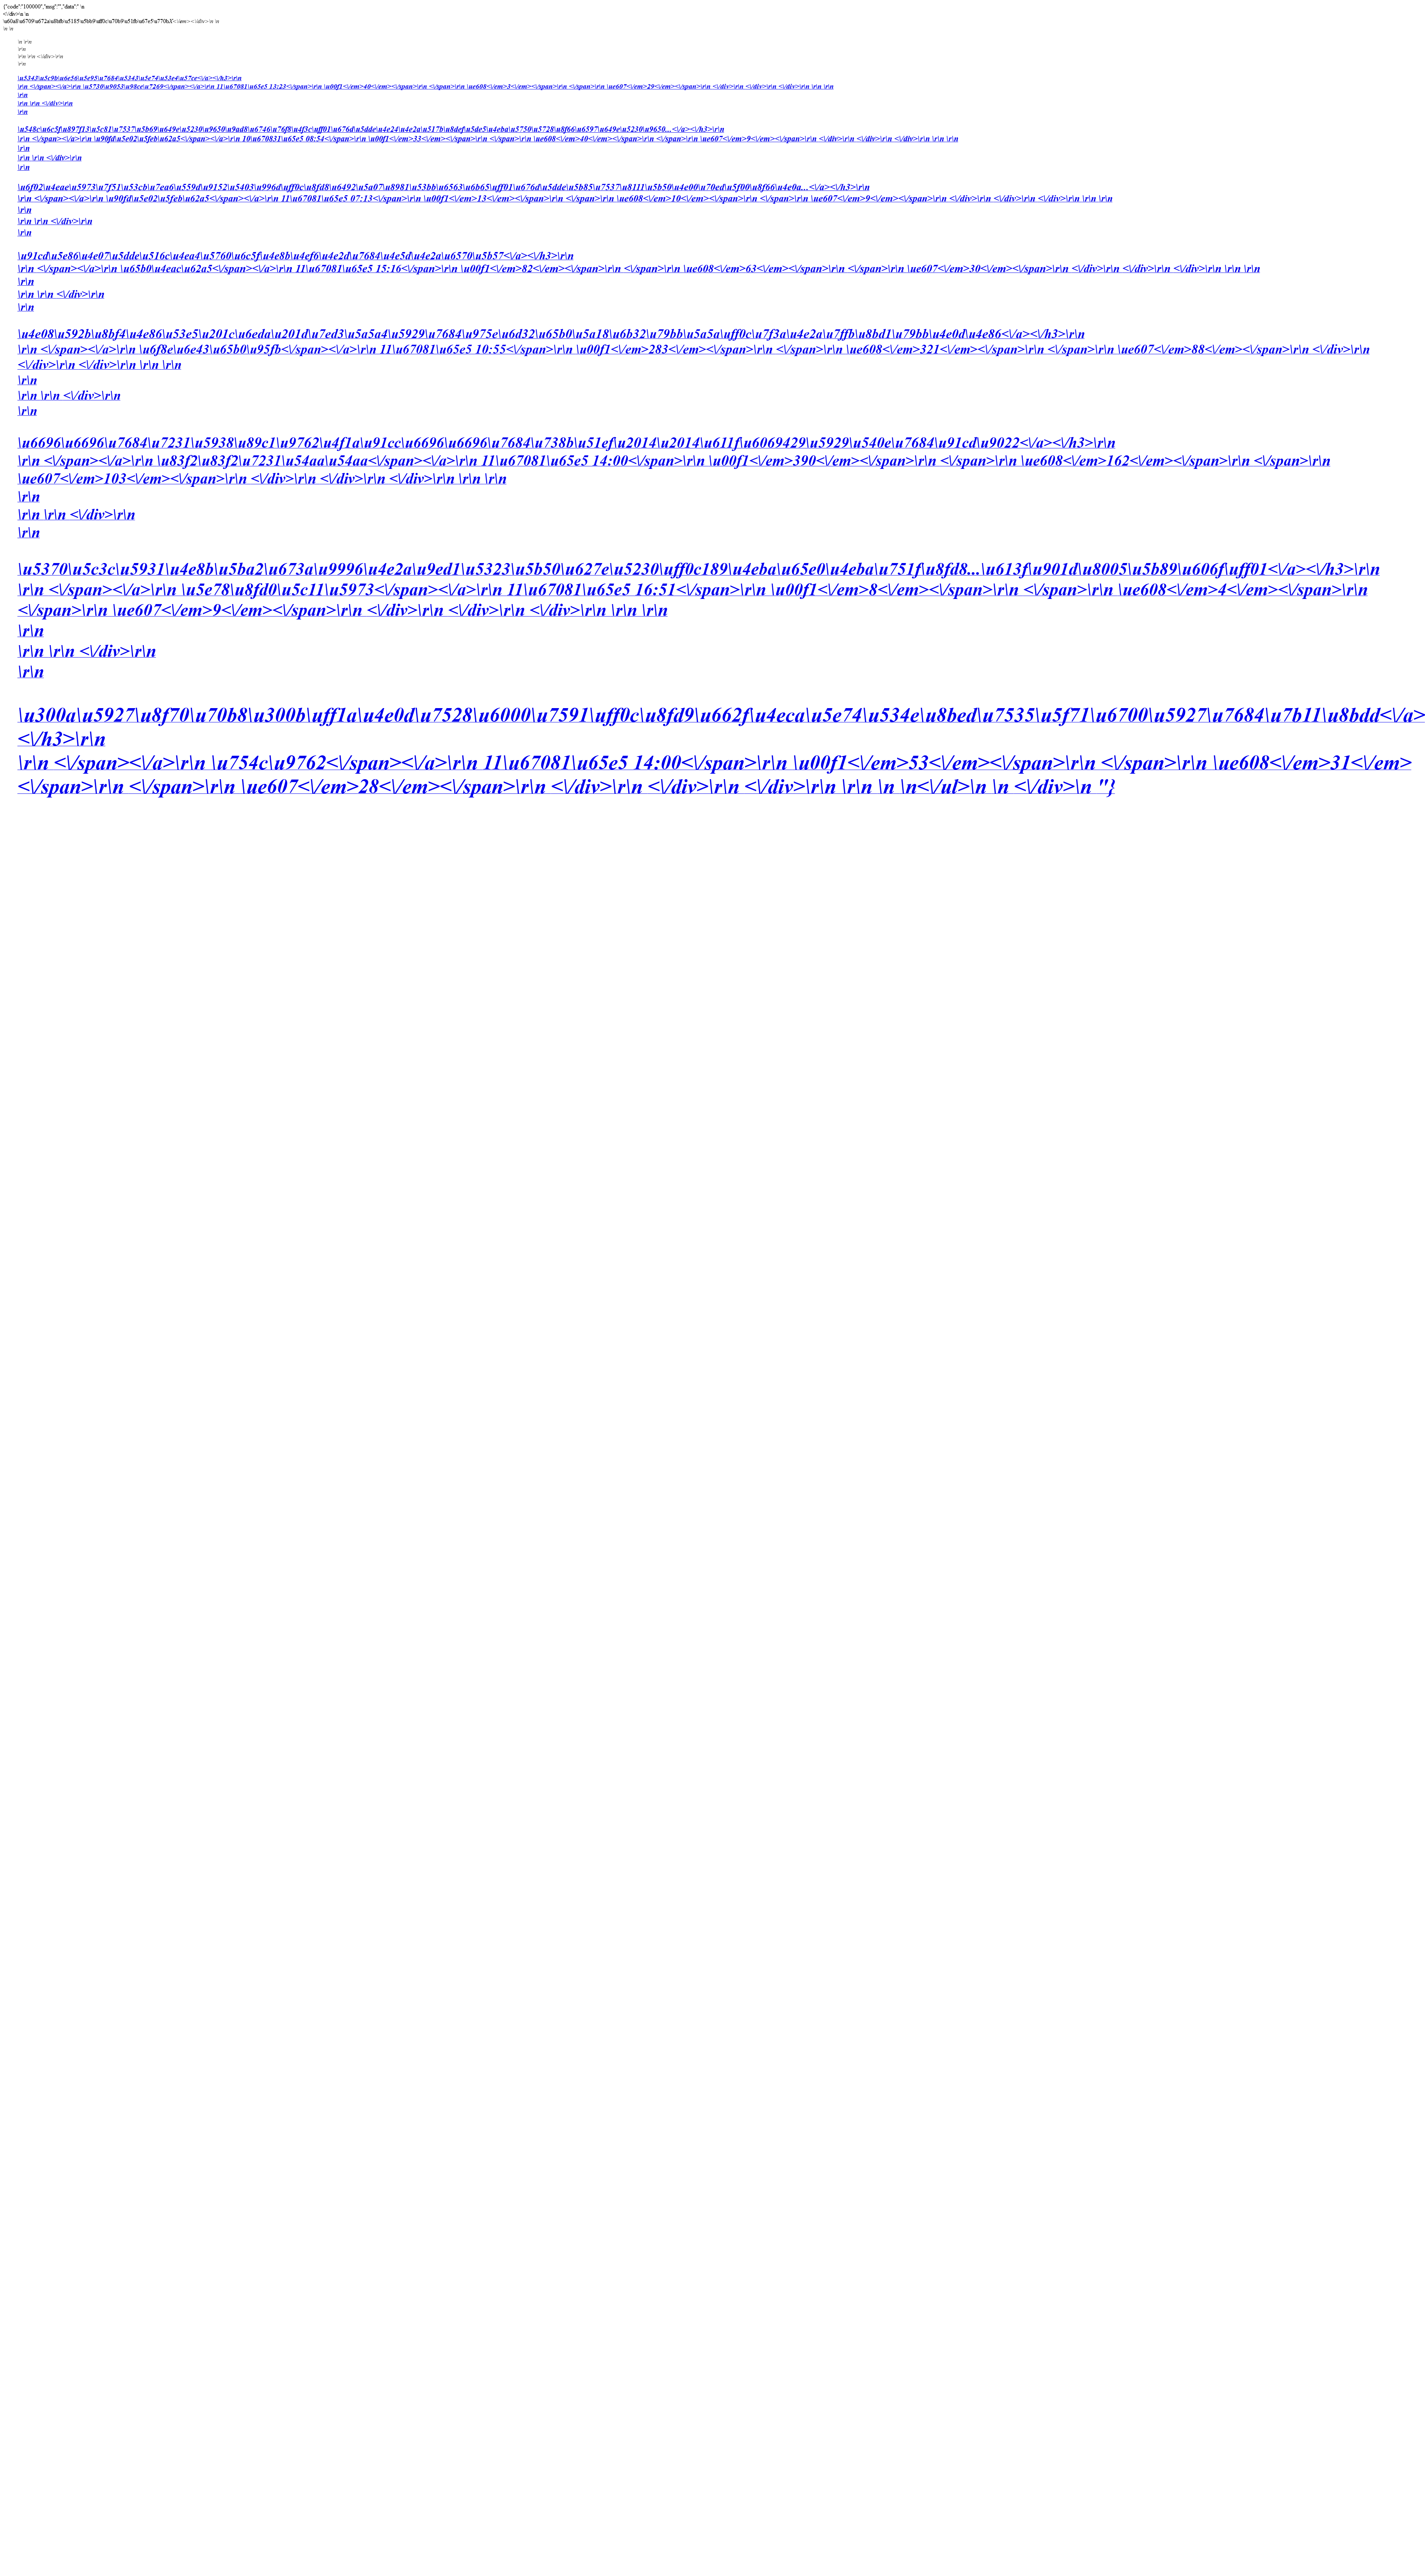 {"code":"100000","msg":"","data":" \n
<\/div>\n \n
\u60a8\u6709\u672a\u8bfb\u5185\u5bb9\uff0c\u70b9\u51fb\u67e5\u770bX<\/em><\/div>\n \n
\n \n
\n \r\n
\r\n
\r\n \r\n <\/div>\r\n
\r\n
\u5343\u5c9b\u6e56\u5e95\u7684\u5343\u5e74\u53e4\u57ce<\/a><\/h3>\r\n
\r\n <\/span><\/a>\r\n \u5730\u9053\u98ce\u7269<\/span><\/a>\r\n 11\u67081\u65e5 13:23<\/span>\r\n \u00f1<\/em>40<\/em><\/span>\r\n <\/span>\r\n \ue608<\/em>3<\/em><\/span>\r\n <\/span>\r\n \ue607<\/em>29<\/em><\/span>\r\n <\/div>\r\n <\/div>\r\n <\/div>\r\n \r\n \r\n
\r\n
\r\n \r\n <\/div>\r\n
\r\n
\u548c\u6c5f\u897f13\u5c81\u7537\u5b69\u649e\u5230\u9650\u9ad8\u6746\u76f8\u4f3c\uff01\u676d\u5dde\u4e24\u4e2a\u517b\u8def\u5de5\u4eba\u5750\u5728\u8f66\u6597\u649e\u5230\u9650...<\/a><\/h3>\r\n
\r\n <\/span><\/a>\r\n \u90fd\u5e02\u5feb\u62a5<\/span><\/a>\r\n 10\u670831\u65e5 08:54<\/span>\r\n \u00f1<\/em>33<\/em><\/span>\r\n <\/span>\r\n \ue608<\/em>40<\/em><\/span>\r\n <\/span>\r\n \ue607<\/em>9<\/em><\/span>\r\n <\/div>\r\n <\/div>\r\n <\/div>\r\n \r\n \r\n
\r\n
\r\n \r\n <\/div>\r\n
\r\n
\u6f02\u4eae\u5973\u7f51\u53cb\u7ea6\u559d\u9152\u5403\u996d\uff0c\u8fd8\u6492\u5a07\u8981\u53bb\u6563\u6b65\uff01\u676d\u5dde\u5b85\u7537\u8111\u5b50\u4e00\u70ed\u5f00\u8f66\u4e0a...<\/a><\/h3>\r\n
\r\n <\/span><\/a>\r\n \u90fd\u5e02\u5feb\u62a5<\/span><\/a>\r\n 11\u67081\u65e5 07:13<\/span>\r\n \u00f1<\/em>13<\/em><\/span>\r\n <\/span>\r\n \ue608<\/em>10<\/em><\/span>\r\n <\/span>\r\n \ue607<\/em>9<\/em><\/span>\r\n <\/div>\r\n <\/div>\r\n <\/div>\r\n \r\n \r\n
\r\n
\r\n \r\n <\/div>\r\n
\r\n
\u91cd\u5e86\u4e07\u5dde\u516c\u4ea4\u5760\u6c5f\u4e8b\u4ef6\u4e2d\u7684\u4e5d\u4e2a\u6570\u5b57<\/a><\/h3>\r\n
\r\n <\/span><\/a>\r\n \u65b0\u4eac\u62a5<\/span><\/a>\r\n 11\u67081\u65e5 15:16<\/span>\r\n \u00f1<\/em>82<\/em><\/span>\r\n <\/span>\r\n \ue608<\/em>63<\/em><\/span>\r\n <\/span>\r\n \ue607<\/em>30<\/em><\/span>\r\n <\/div>\r\n <\/div>\r\n <\/div>\r\n \r\n \r\n
\r\n
\r\n \r\n <\/div>\r\n
\r\n
\u4e08\u592b\u8bf4\u4e86\u53e5\u201c\u6eda\u201d\u7ed3\u5a5a4\u5929\u7684\u975e\u6d32\u65b0\u5a18\u6b32\u79bb\u5a5a\uff0c\u7f3a\u4e2a\u7ffb\u8bd1\u79bb\u4e0d\u4e86<\/a><\/h3>\r\n
\r\n <\/span><\/a>\r\n \u6f8e\u6e43\u65b0\u95fb<\/span><\/a>\r\n 11\u67081\u65e5 10:55<\/span>\r\n \u00f1<\/em>283<\/em><\/span>\r\n <\/span>\r\n \ue608<\/em>321<\/em><\/span>\r\n <\/span>\r\n \ue607<\/em>88<\/em><\/span>\r\n <\/div>\r\n
<\/div>\r\n <\/div>\r\n \r\n \r\n
\r\n
\r\n \r\n <\/div>\r\n
\r\n
\u6696\u6696\u7684\u7231\u5938\u89c1\u9762\u4f1a\u91cc\u6696\u6696\u7684\u738b\u51ef\u2014\u2014\u611f\u6069429\u5929\u540e\u7684\u91cd\u9022<\/a><\/h3>\r\n
\r\n <\/span><\/a>\r\n \u83f2\u83f2\u7231\u54aa\u54aa<\/span><\/a>\r\n 11\u67081\u65e5 14:00<\/span>\r\n \u00f1<\/em>390<\/em><\/span>\r\n <\/span>\r\n \ue608<\/em>162<\/em><\/span>\r\n <\/span>\r\n
\ue607<\/em>103<\/em><\/span>\r\n <\/div>\r\n <\/div>\r\n <\/div>\r\n \r\n \r\n
\r\n
\r\n \r\n <\/div>\r\n
\r\n
\u5370\u5c3c\u5931\u4e8b\u5ba2\u673a\u9996\u4e2a\u9ed1\u5323\u5b50\u627e\u5230\uff0c189\u4eba\u65e0\u4eba\u751f\u8fd8...\u613f\u901d\u8005\u5b89\u606f\uff01<\/a><\/h3>\r\n
\r\n <\/span><\/a>\r\n \u5e78\u8fd0\u5c11\u5973<\/span><\/a>\r\n 11\u67081\u65e5 16:51<\/span>\r\n \u00f1<\/em>8<\/em><\/span>\r\n <\/span>\r\n \ue608<\/em>4<\/em><\/span>\r\n
<\/span>\r\n \ue607<\/em>9<\/em><\/span>\r\n <\/div>\r\n <\/div>\r\n <\/div>\r\n \r\n \r\n
\r\n
\r\n \r\n <\/div>\r\n
\r\n
\u300a\u5927\u8f70\u70b8\u300b\uff1a\u4e0d\u7528\u6000\u7591\uff0c\u8fd9\u662f\u4eca\u5e74\u534e\u8bed\u7535\u5f71\u6700\u5927\u7684\u7b11\u8bdd<\/a>
<\/h3>\r\n
\r\n <\/span><\/a>\r\n \u754c\u9762<\/span><\/a>\r\n 11\u67081\u65e5 14:00<\/span>\r\n \u00f1<\/em>53<\/em><\/span>\r\n <\/span>\r\n \ue608<\/em>31<\/em>
<\/span>\r\n <\/span>\r\n \ue607<\/em>28<\/em><\/span>\r\n <\/div>\r\n <\/div>\r\n <\/div>\r\n \r\n \n \n<\/ul>\n \n <\/div>\n "}